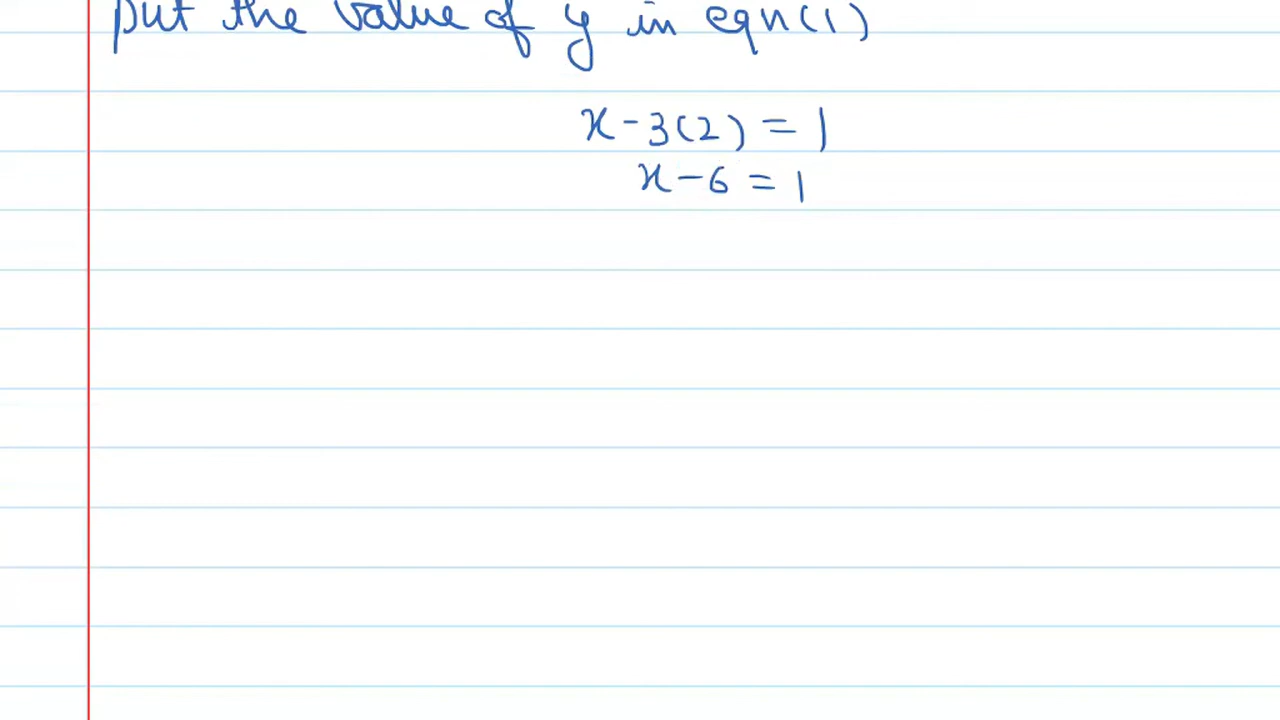 put the value of y in eqn(1)
x - 3(2) = 1
x - 6 = 1